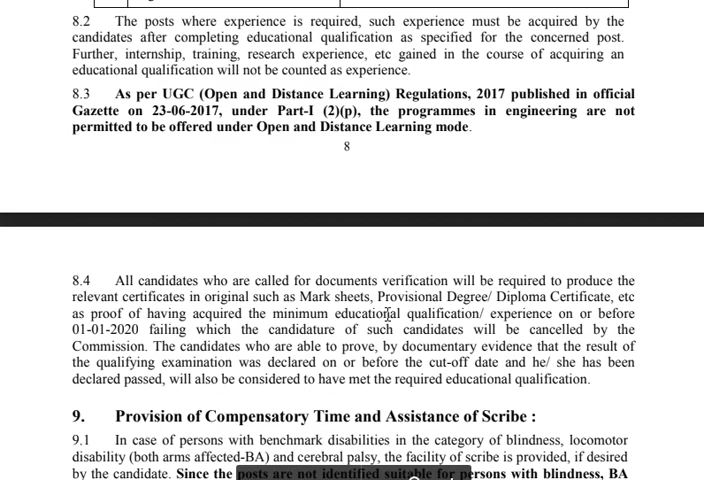 8.2 The posts where experience is required, such experience must be acquired by the
candidates after completing educational qualification as specified for the concerned post.
Further, internship, training, research experience, etc gained in the course of acquiring an
educational qualification will not be counted as experience.
8.3 As per UGC (Open and Distance Learning) Regulations, 2017 published in official
Gazette on 23-06-2017, under Part-I (2)(p), the programmes in engineering are not
permitted to be offered under Open and Distance Learning mode.
8
8.4 All candidates who are called for documents verification will be required to produce the
relevant certificates in original such as Mark sheets, Provisional Degree/ Diploma Certificate, etc
as proof of having acquired the minimum educational qualification/ experience on or before
01-01-2020 failing which the candidature of such candidates will be cancelled by the
Commission. The candidates who are able to prove, by documentary evidence that the result of
the qualifying examination was declared on or before the cut-off date and he/ she has been
declared passed, will also be considered to have met the required educational qualification.
9. Provision of Compensatory Time and Assistance of Scribe :
9.1 In case of persons with benchmark disabilities in the category of blindness, locomotor
disability (both arms affected-BA) and cerebral palsy, the facility of scribe is provided, if desired
by the candidate. Since the posts are not identified suitable for persons with blindness, BA